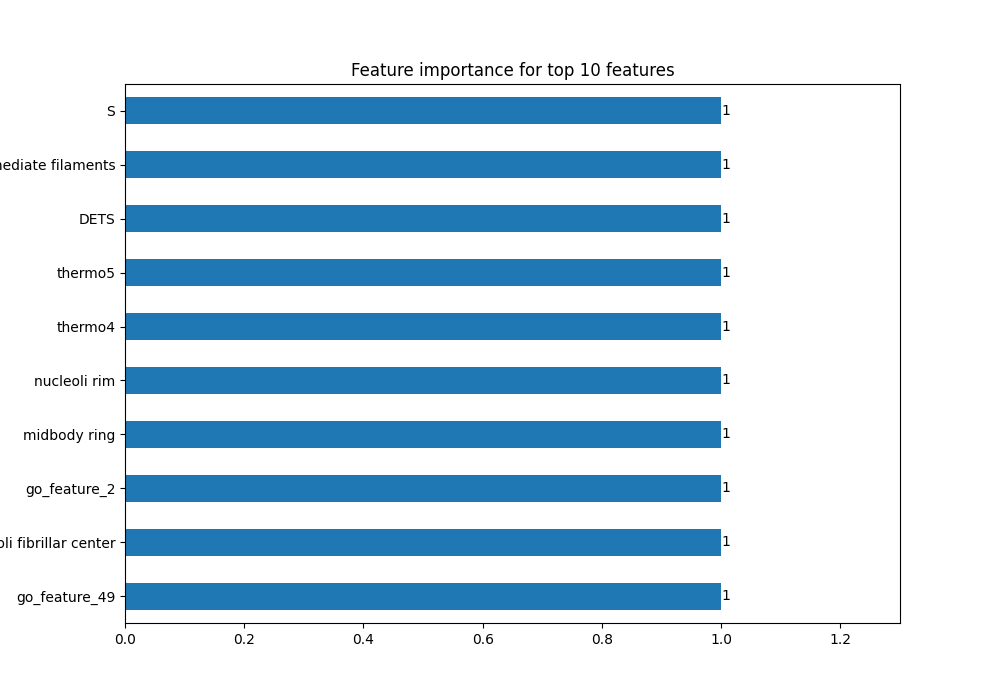 Feature importance for top 10 features
S 1
mediate filaments 1
DETS 1
thermo5 1
thermo4 1
nucleoli rim 1
midbody ring 1
go_feature_2 1
oli fibrillar center 1
go_feature_49 1
0.0 0.2 0.4 0.6 0.8 1.0 1.2